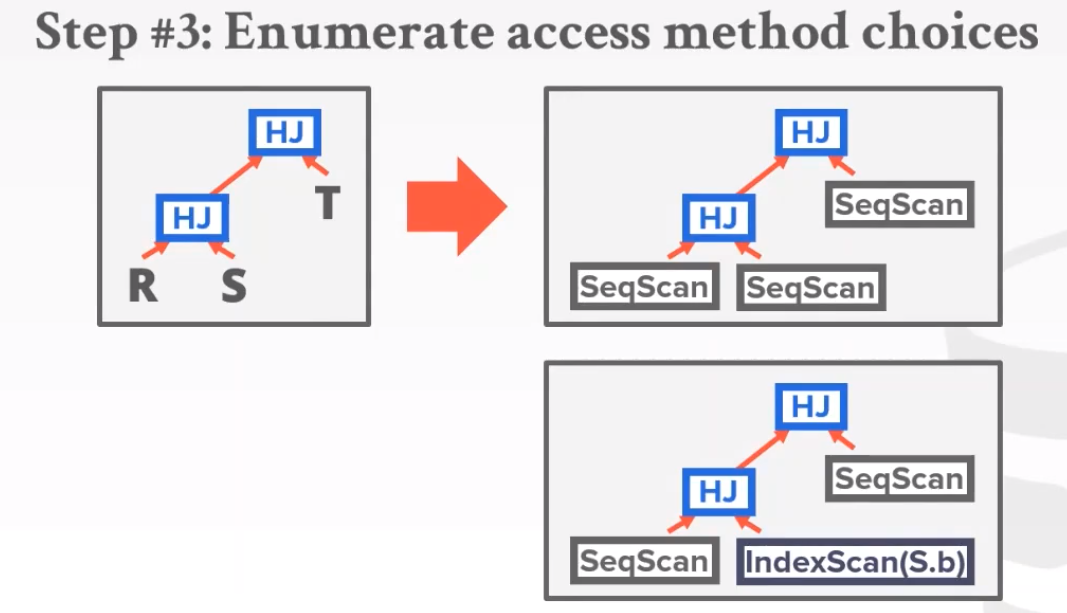 Step #3: Enumerate access method choices
HJ
HJ
T
R S
HJ
HJ
SeqScan
SeqScan SeqScan
HJ
HJ
SeqScan
SeqScan IndexScan(S.b)